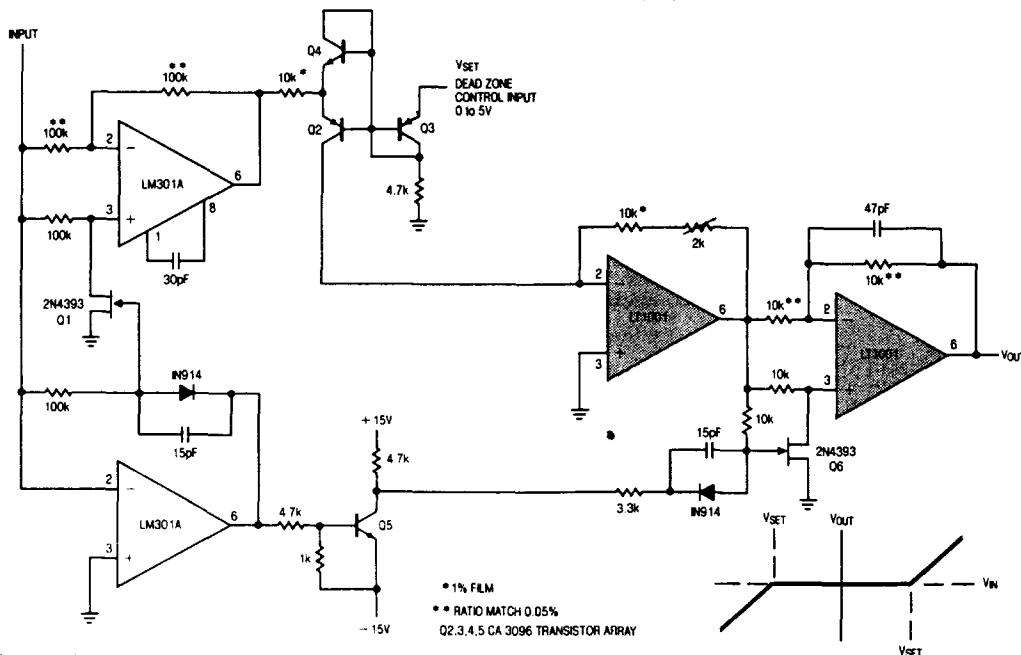 INPUT
**
100k
**
100k
2
−
LM301A
6
3
+
100k
1
8
30pF
2N4393
Q1
100k
IN914
15pF
2
−
LM301A
6
3
+
4.7k
1k
+ 15V
4.7k
Q5
− 15V
10k *
Q4
Q2
Q3
VSET
DEAD ZONE
CONTROL INPUT
0 to 5V
4.7k
10k *
2k
2
−
LT1001
6
3
+
47pF
10k **
10k **
2
−
LT1001
6
VOUT
3
+
10k
10k
15pF
IN914
3.3k
2N4393
Q6
* 1% FILM
** RATIO MATCH 0.05%
Q2,3,4,5 CA 3096 TRANSISTOR ARRAY
VSET
VOUT
VIN
VSET